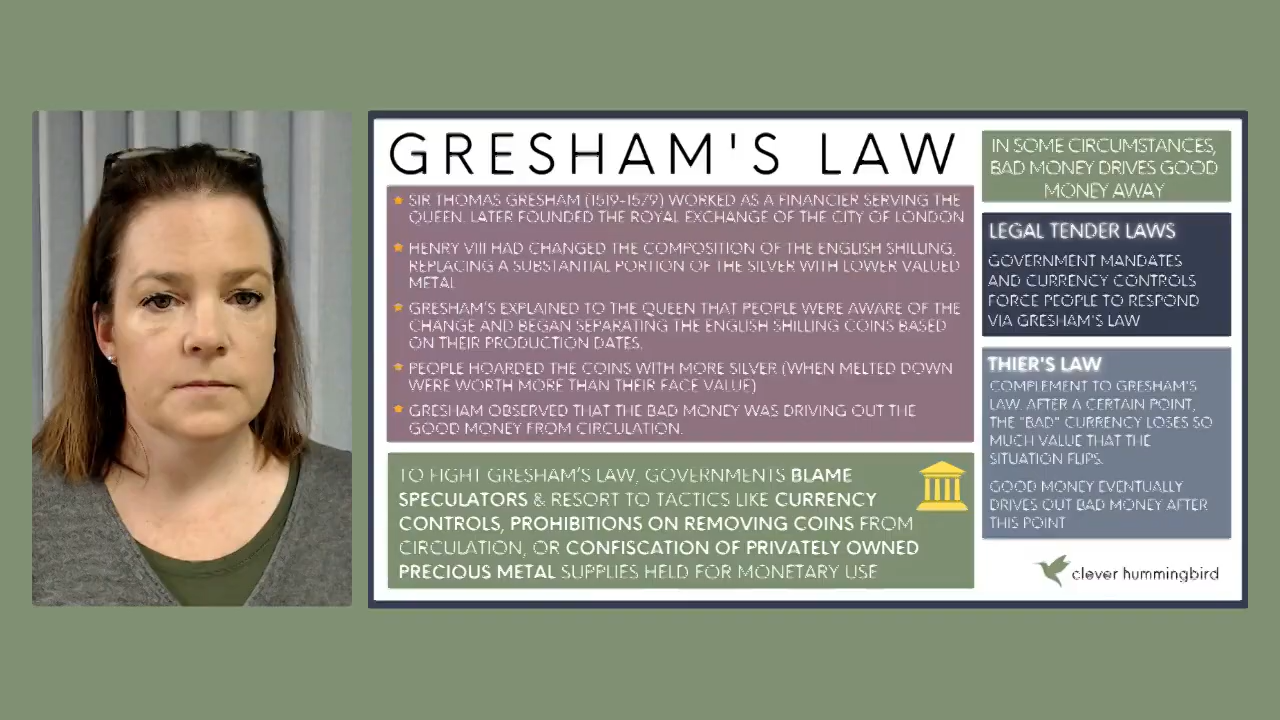 GRESHAM'S LAW
SIR THOMAS GRESHAM (1519-1579) WORKED AS A FINANCIER SERVING THE
QUEEN. LATER FOUNDED THE ROYAL EXCHANGE OF THE CITY OF LONDON
HENRY VIII HAD CHANGED THE COMPOSITION OF THE ENGLISH SHILLING,
REPLACING A SUBSTANTIAL PORTION OF THE SILVER WITH LOWER VALUED
METAL
GRESHAM'S EXPLAINED TO THE QUEEN THAT PEOPLE WERE AWARE OF THE
CHANGE AND BEGAN SEPARATING THE ENGLISH SHILLING COINS BASED
ON THEIR PRODUCTION DATES.
PEOPLE HOARDED THE COINS WITH MORE SILVER (WHEN MELTED DOWN
WERE WORTH MORE THAN THEIR FACE VALUE)
GRESHAM OBSERVED THAT THE BAD MONEY WAS DRIVING OUT THE
GOOD MONEY FROM CIRCULATION.
TO FIGHT GRESHAM'S LAW, GOVERNMENTS BLAME
SPECULATORS & RESORT TO TACTICS LIKE CURRENCY
CONTROLS, PROHIBITIONS ON REMOVING COINS FROM
CIRCULATION, OR CONFISCATION OF PRIVATELY OWNED
PRECIOUS METAL SUPPLIES HELD FOR MONETARY USE
IN SOME CIRCUMSTANCES,
BAD MONEY DRIVES GOOD
MONEY AWAY
LEGAL TENDER LAWS
GOVERNMENT MANDATES
AND CURRENCY CONTROLS
FORCE PEOPLE TO RESPOND
VIA GRESHAM'S LAW
THIER'S LAW
COMPLEMENT TO GRESHAM'S
LAW. AFTER A CERTAIN POINT,
THE "BAD" CURRENCY LOSES SO
MUCH VALUE THAT THE
SITUATION FLIPS.
GOOD MONEY EVENTUALLY
DRIVES OUT BAD MONEY AFTER
THIS POINT
clever hummingbird